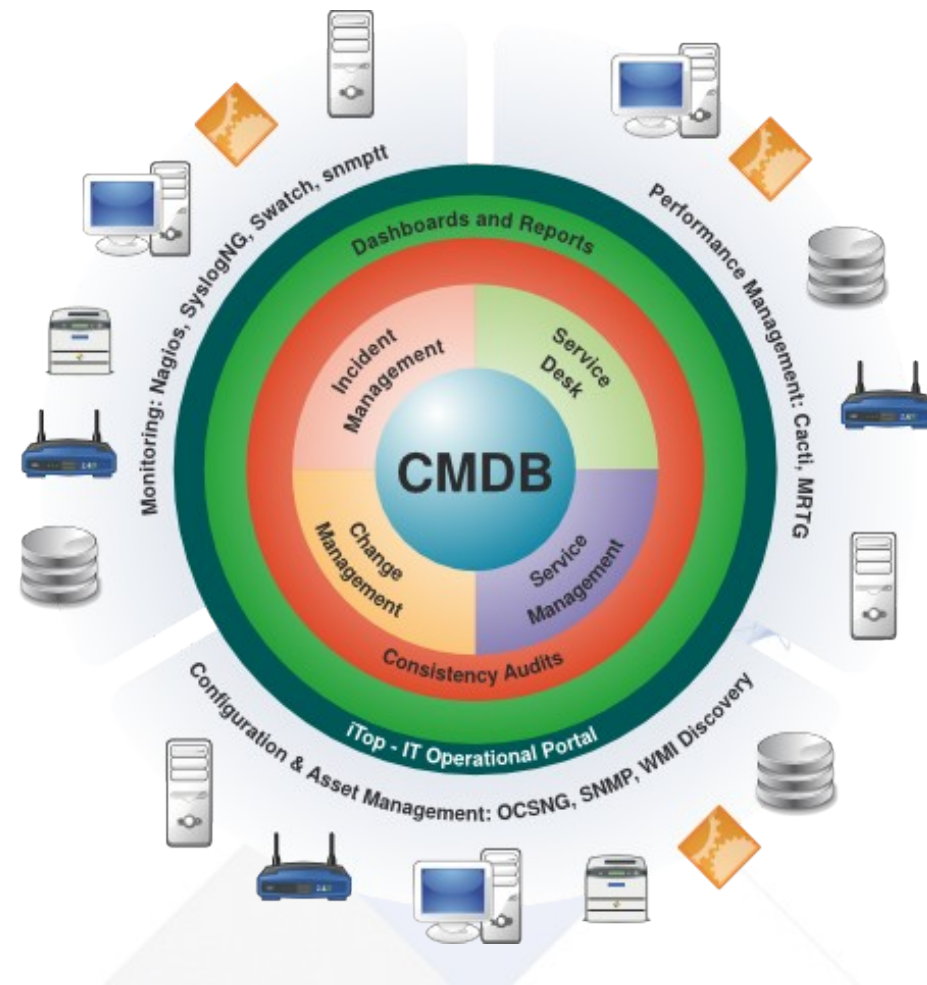 Monitoring: Nagios, SyslogNG, Swatch, snmptt
Performance Management: Cacti, MRTG
Dashboards and Reports
Incident
Management
Service
Desk
CMDB
Change
Management
Service
Management
Consistency Audits
iTop - IT Operational Portal
Configuration & Asset Management: OCSNG, SNMP, WMI Discovery